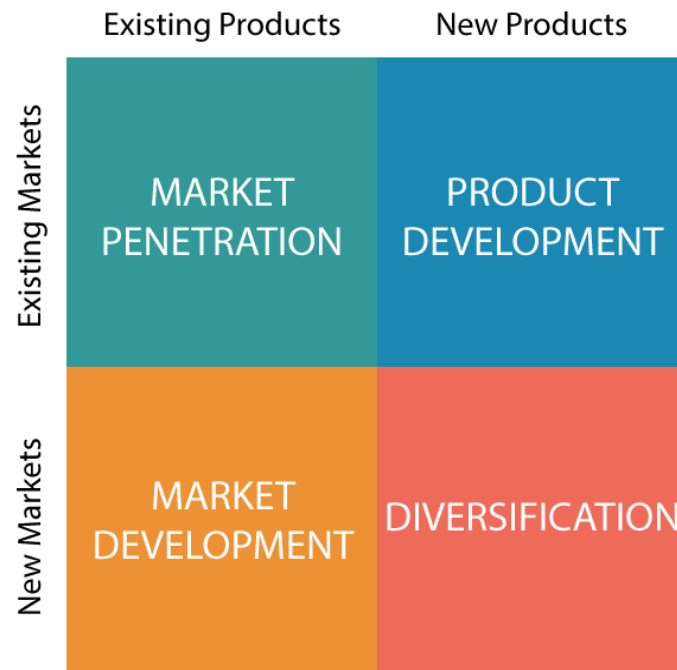 Existing Products
New Products
Existing Markets
MARKET
PENETRATION
PRODUCT
DEVELOPMENT
New Markets
MARKET
DEVELOPMENT
DIVERSIFICATION